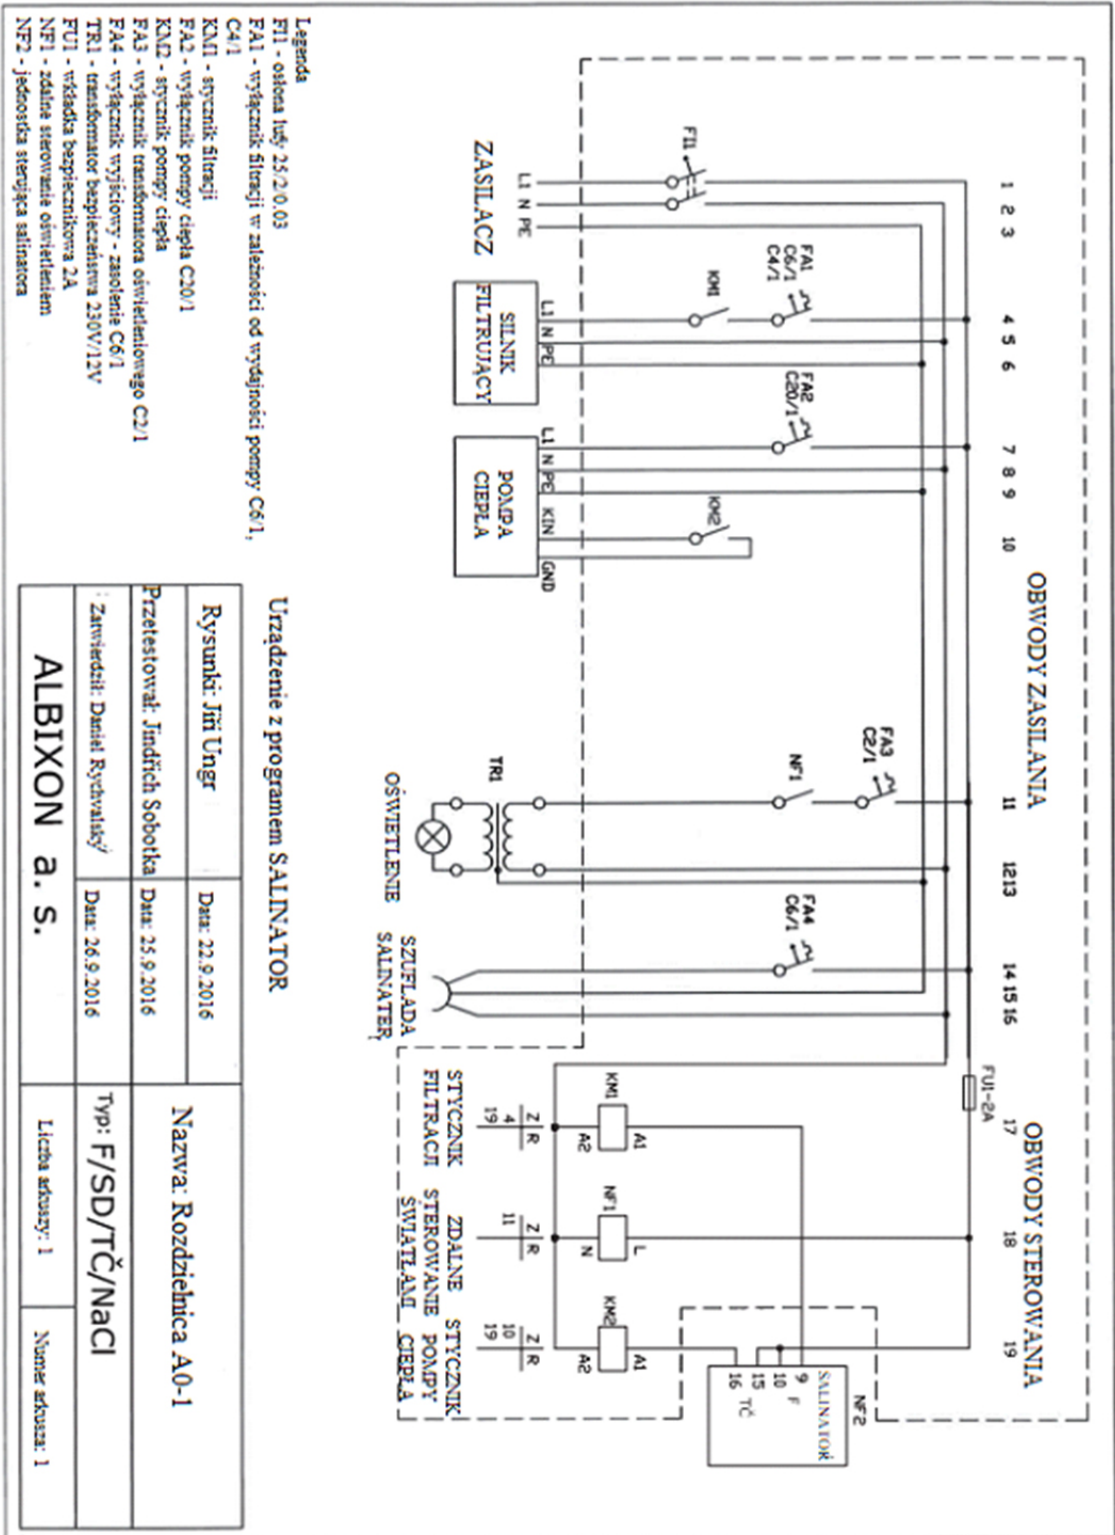 OBWODY ZASILANIA
OBWODY STEROWANIA
1 2 3 4 5 6 7 8 9 10 11 12 13 14 15 16 17 18 19
FU1-2A
FA1
C6/1
C4/1
FA2
C20/1
FA3
C2/1
FA4
C6/1
FI1
KM1
KM2
NF1
NF2
SALINATOR
9 F
10
15
16 TČ
KM1
A1
A2
NF1
L
N
KM2
A1
A2
L1 N PE
ZASILACZ
L1 N PE
SILNIK
FILTRUJĄCY
L1 N PE KIN GND
POMPA
CIEPŁA
TR1
OŚWIETLENIE
SZUFLADA
SALINATER
Z R
4
19
Z R
11
Z R
10
19
STYCZNIK
FILTRACJI
ZDALNE
STEROWANIE
ŚWIATŁAMI
STYCZNIK
POMPY
CIEPŁA
Legenda
FI1 - osłona lufy 25/2/0.03
FA1 - wyłącznik filtracji w zależności od wydajności pompy C6/1,
C4/1
KM1 - stycznik filtracji
FA2 - wyłącznik pompy ciepła C20/1
KM2 - stycznik pompy ciepła
FA3 - wyłącznik transformatora oświetleniowego C2/1
FA4 - wyłącznik wyjściowy - zasolenie C6/1
TR1 - transformator bezpieczeństwa 230V/12V
FU1 - wkładka bezpiecznikowa 2A
NF1 - zdalne sterowanie oświetleniem
NF2 - jednostka sterująca salinatora
Urządzenie z programem SALINATOR
Rysunki: Jiří Ungr
Data: 22.9.2016
Nazwa: Rozdzielnica A0-1
Przetestował: Jindřich Sobotka
Data: 25.9.2016
Zatwierdził: Daniel Rychvalský
Data: 26.9.2016
Typ: F/SD/TČ/NaCl
ALBIXON a. s.
Liczba arkuszy: 1
Numer arkusza: 1